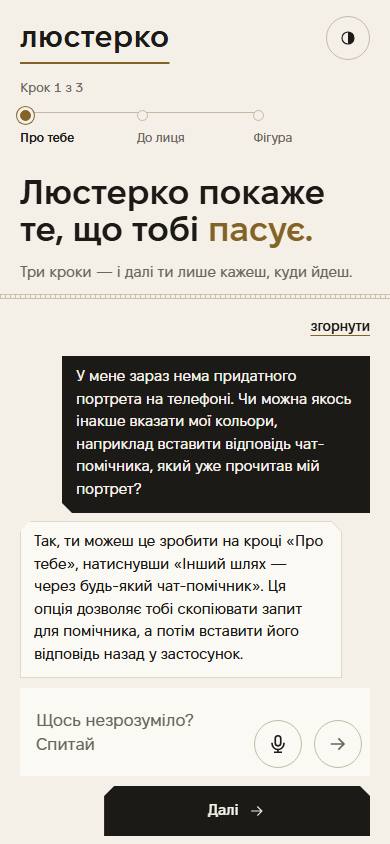 люстерко
Крок 1 з 3
Про тебе
До лиця
Фігура
Люстерко покаже
те, що тобі пасує.
Три кроки — і далі ти лише кажеш, куди йдеш.
згорнути
У мене зараз нема придатного
портрета на телефоні. Чи можна якось
інакше вказати мої кольори,
наприклад вставити відповідь чат-
помічника, який уже прочитав мій
портрет?
Так, ти можеш це зробити на кроці «Про
тебе», натиснувши «Інший шлях —
через будь-який чат-помічник». Ця
опція дозволяє тобі скопіювати запит
для помічника, а потім вставити його
відповідь назад у застосунок.
Щось незрозуміло?
Спитай
Далі →